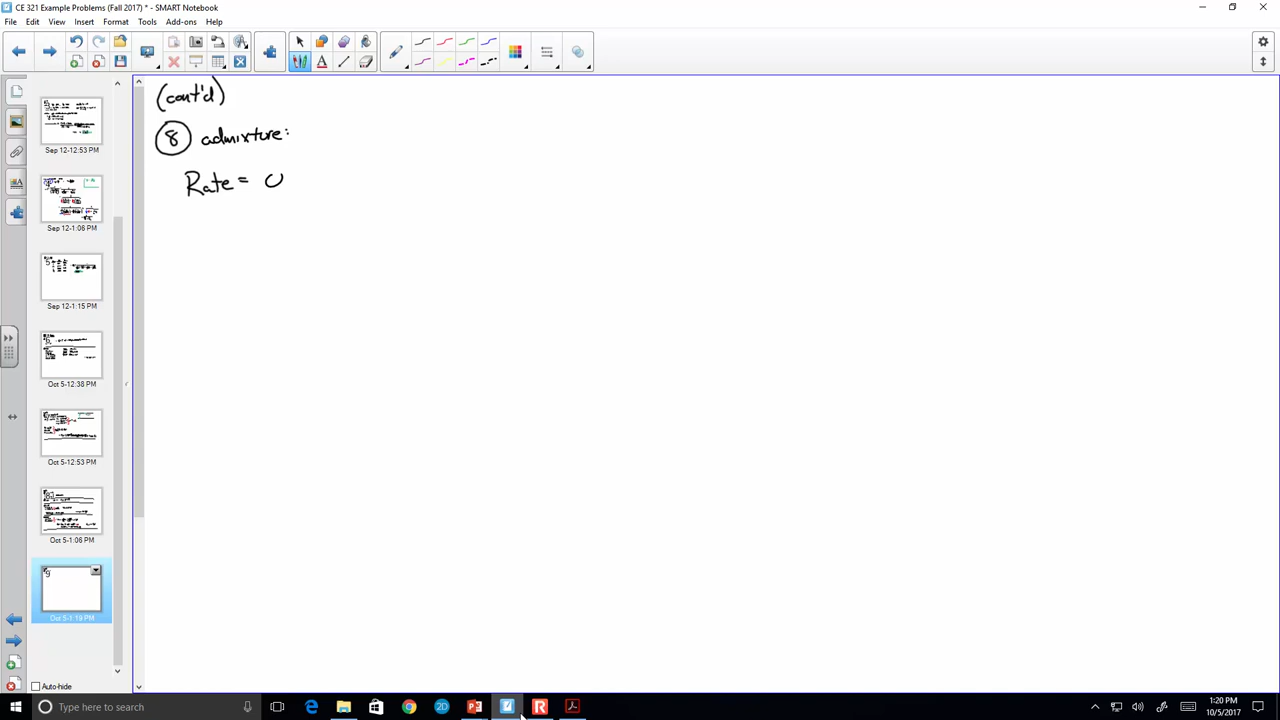 CE 321 Example Problems (Fall 2017) * - SMART Notebook
File Edit View Insert Format Tools Add-ons Help
(cont'd)
8 admixture:
Rate = 0
Sep 12-12:53 PM
Sep 12-1:06 PM
Sep 12-1:15 PM
Oct 5-12:38 PM
Oct 5-12:53 PM
Oct 5-1:06 PM
Oct 5-1:19 PM
Auto-hide
Type here to search
1:20 PM
10/5/2017